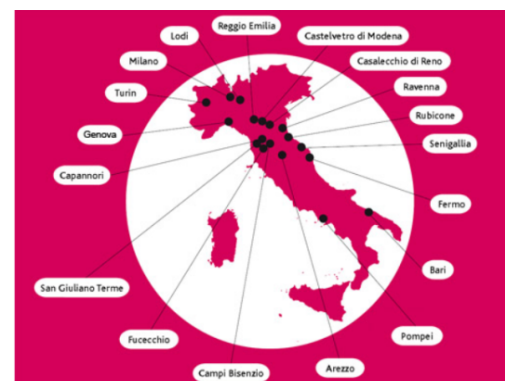 Reggio Emilia
Lodi
Castelvetro di Modena
Milano
Casalecchio di Reno
Turin
Ravenna
Rubicone
Genova
Senigallia
Capannori
Fermo
Bari
San Giuliano Terme
Pompei
Fucecchio
Arezzo
Campi Bisenzio